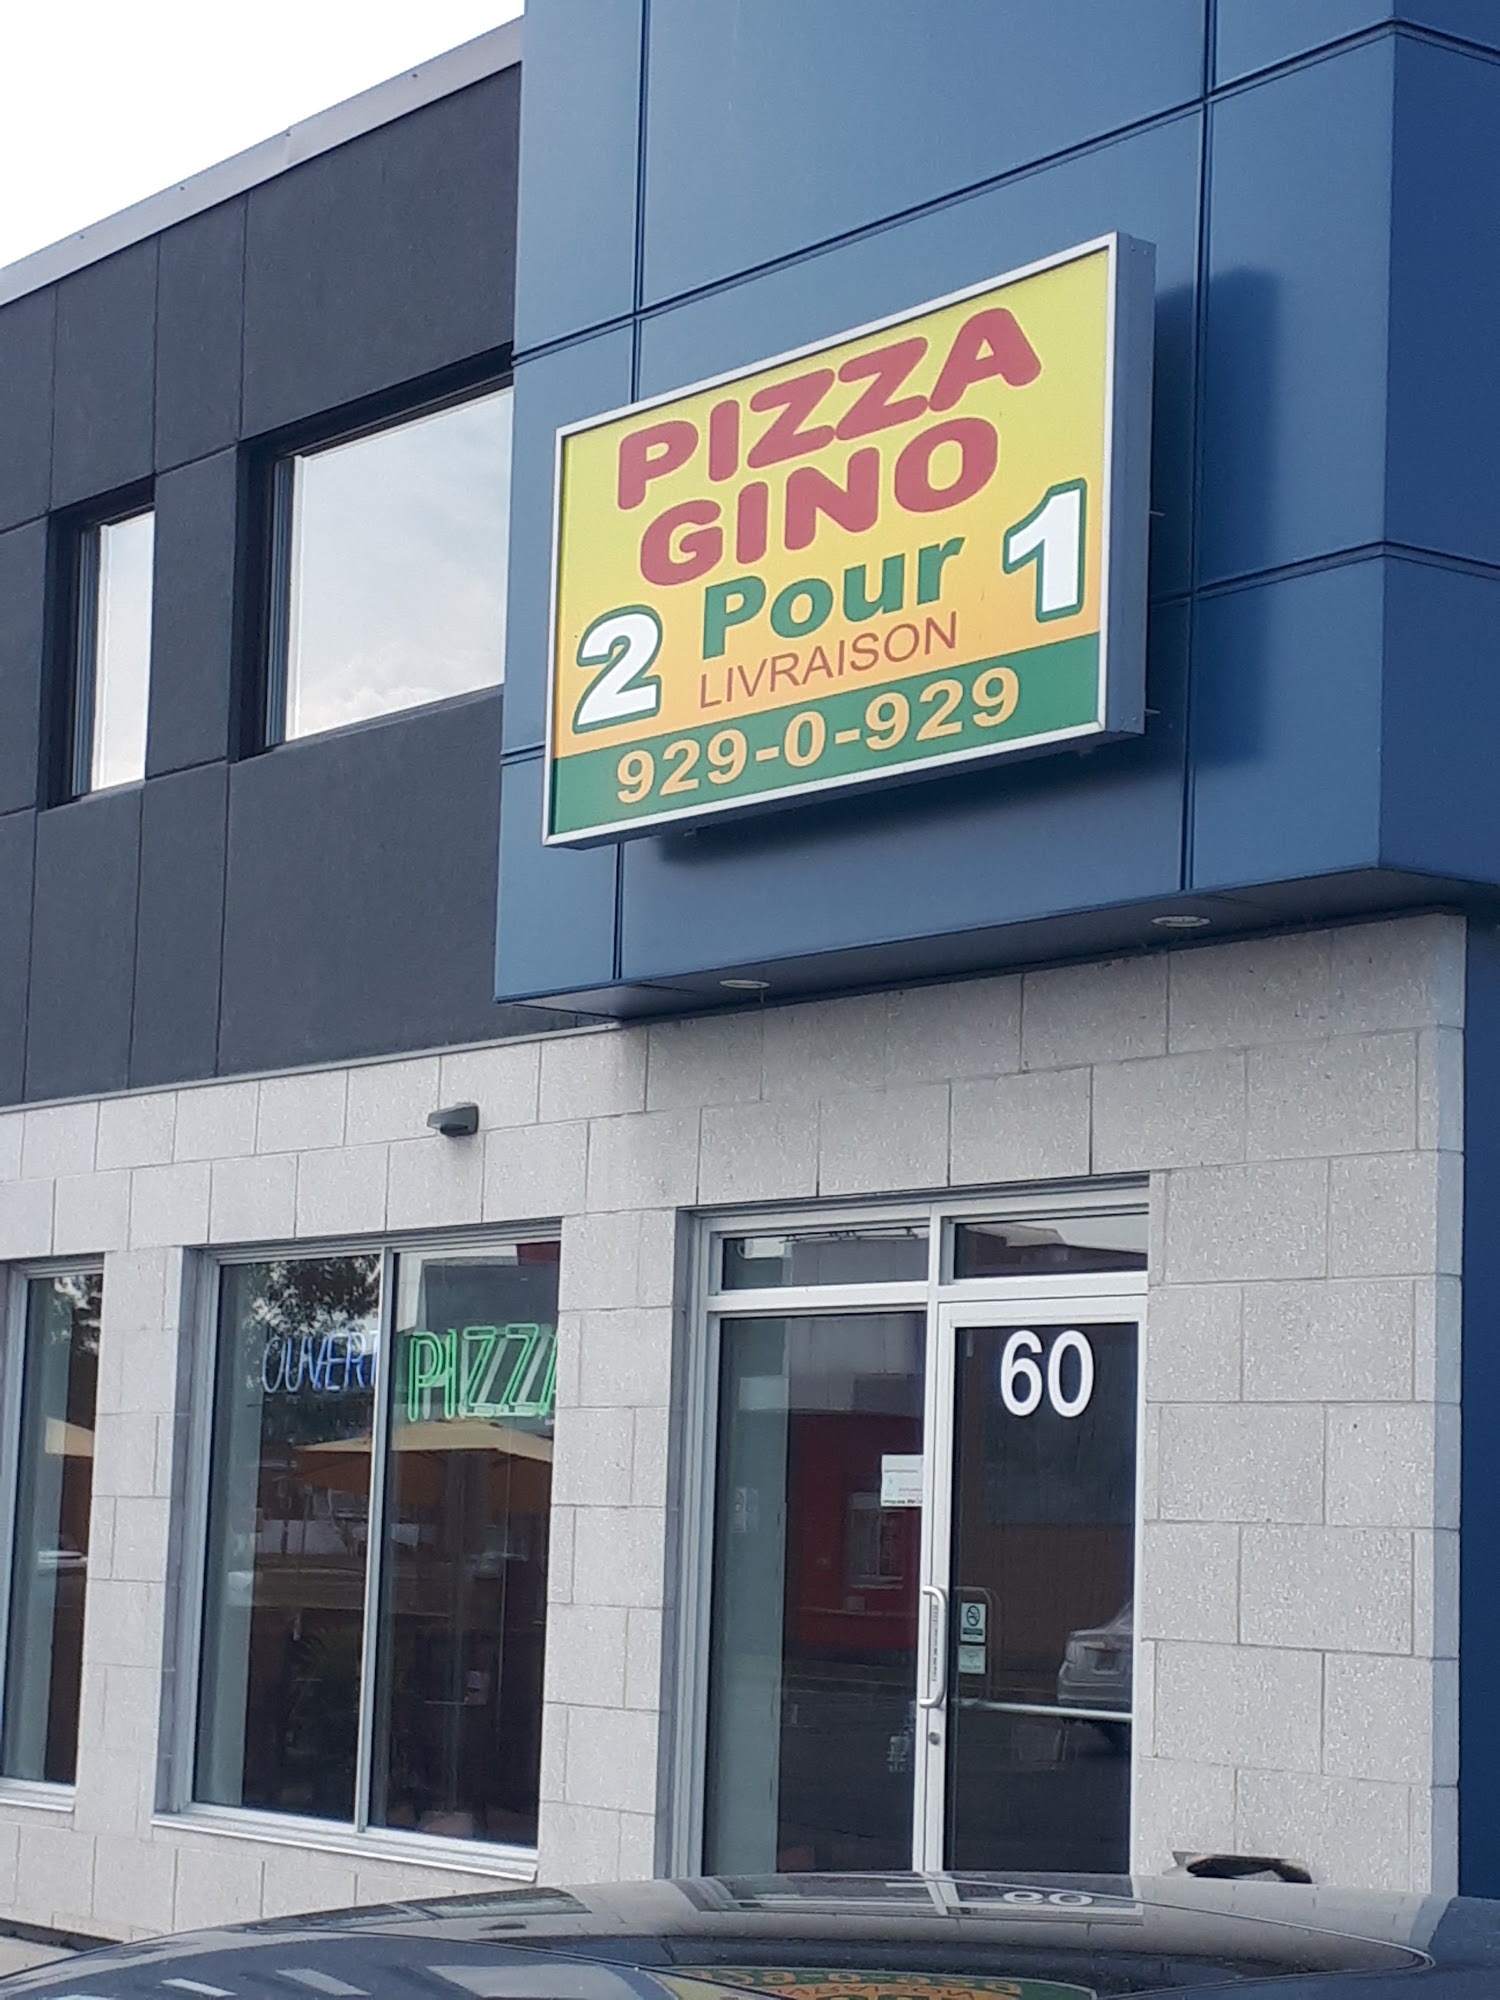 PIZZA
GINO
2 Pour 1
LIVRAISON
929-0-929
OUVERT PIZZA
60